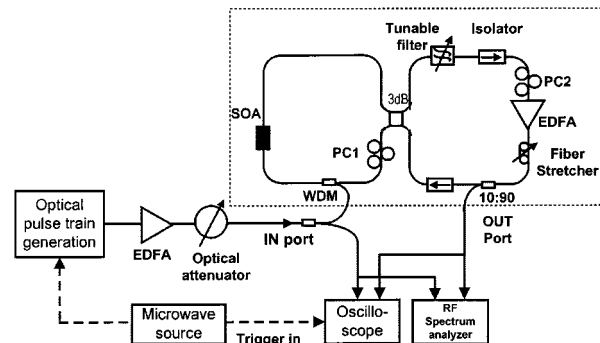 Tunable
filter
Isolator
PC2
SOA
3dB
EDFA
PC1
Fiber
Stretcher
WDM
10:90
Optical
pulse train
generation
EDFA
Optical
attenuator
IN port
OUT
Port
Microwave
source
Trigger in
Oscillo-
scope
RF
Spectrum
analyzer